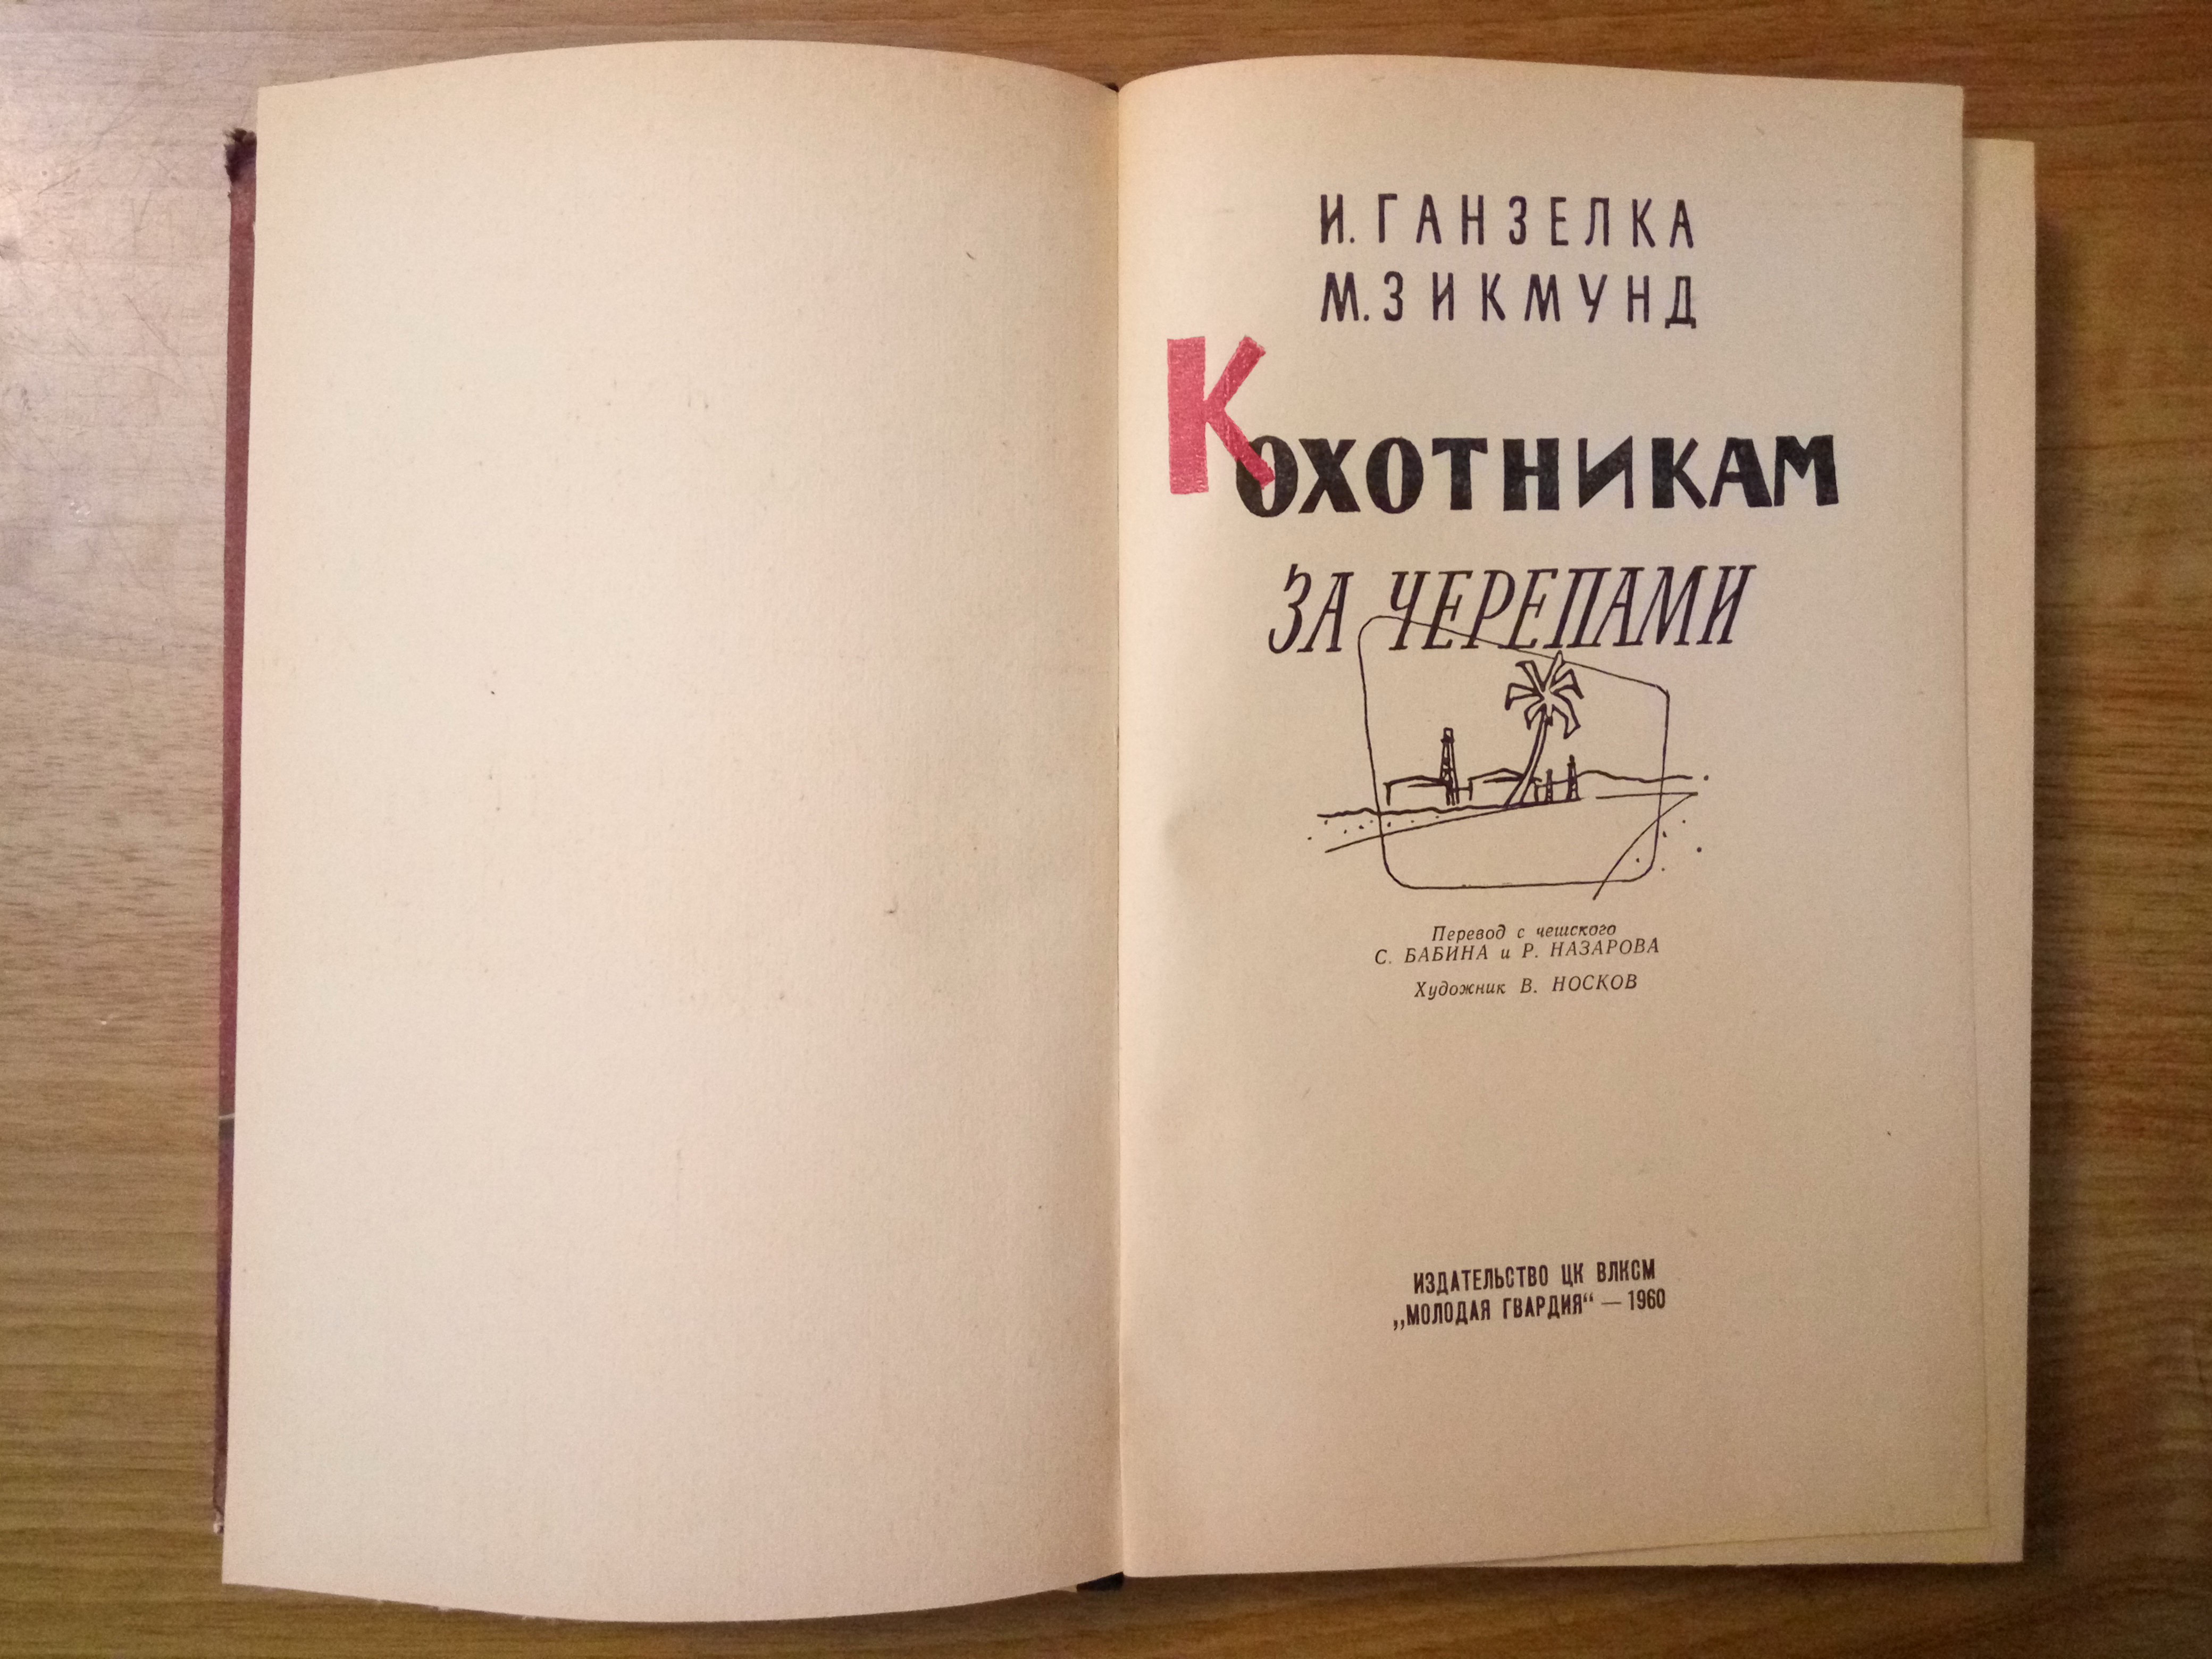 И. ГАНЗЕЛКА
М. ЗИКМУНД
К ОХОТНИКАМ
ЗА ЧЕРЕПАМИ
Перевод с чешского
С. БАБИНА и Р. НАЗАРОВА
Художник В. НОСКОВ
ИЗДАТЕЛЬСТВО ЦК ВЛКСМ
„МОЛОДАЯ ГВАРДИЯ“ — 1960